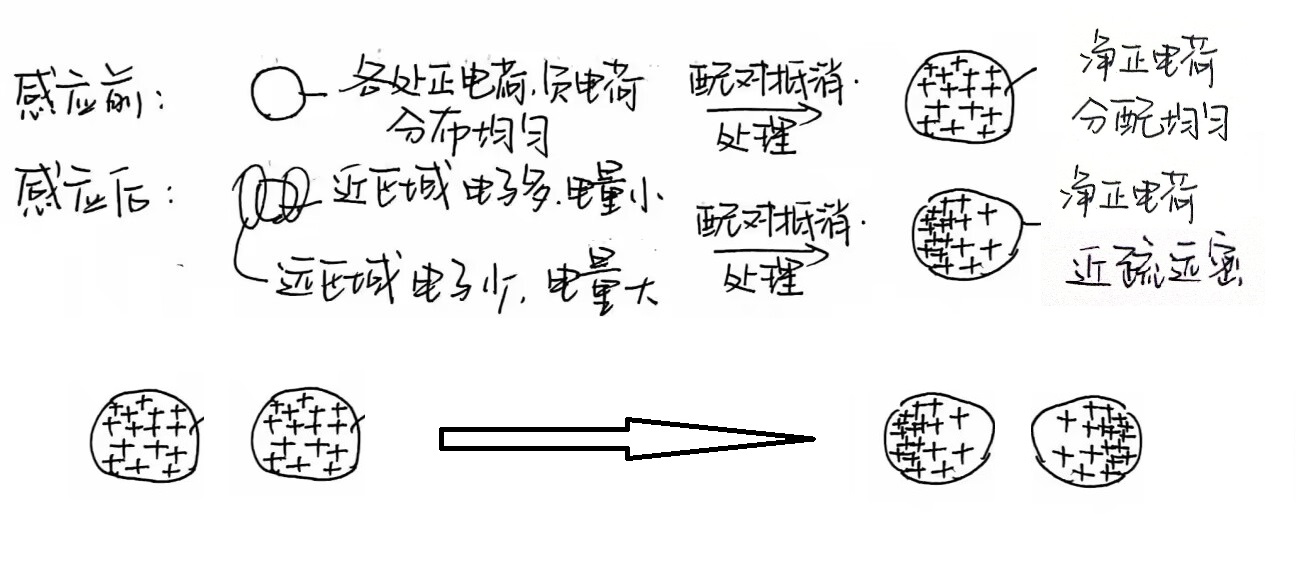 感应前：
各处正电荷、负电荷
分布均匀
配对抵消.
处理
净正电荷
分配均匀
感应后：
近区域 电子多、电量小
远区域 电子少, 电量大
配对抵消.
处理
净正电荷
近疏远密